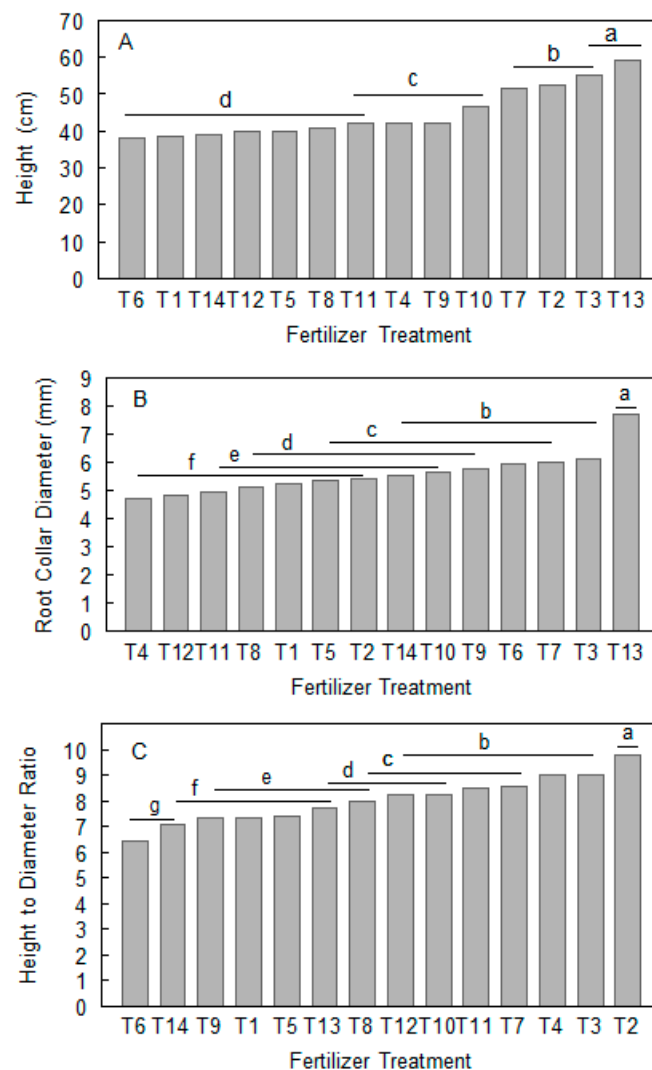 70
60
50
40
30
20
10
0
Height (cm)
A
a
b
c
d
T6 T1 T14 T12 T5 T8 T11 T4 T9 T10 T7 T2 T3 T13
Fertilizer Treatment
9
8
7
6
5
4
3
2
1
0
Root Collar Diameter (mm)
B
a
b
c
d
e
f
T4 T12 T11 T8 T1 T5 T2 T14 T10 T9 T6 T7 T3 T13
Fertilizer Treatment
10
9
8
7
6
5
4
3
2
1
0
Height to Diameter Ratio
C
a
b
c
d
e
f
g
T6 T14 T9 T1 T5 T13 T8 T12 T10 T11 T7 T4 T3 T2
Fertilizer Treatment